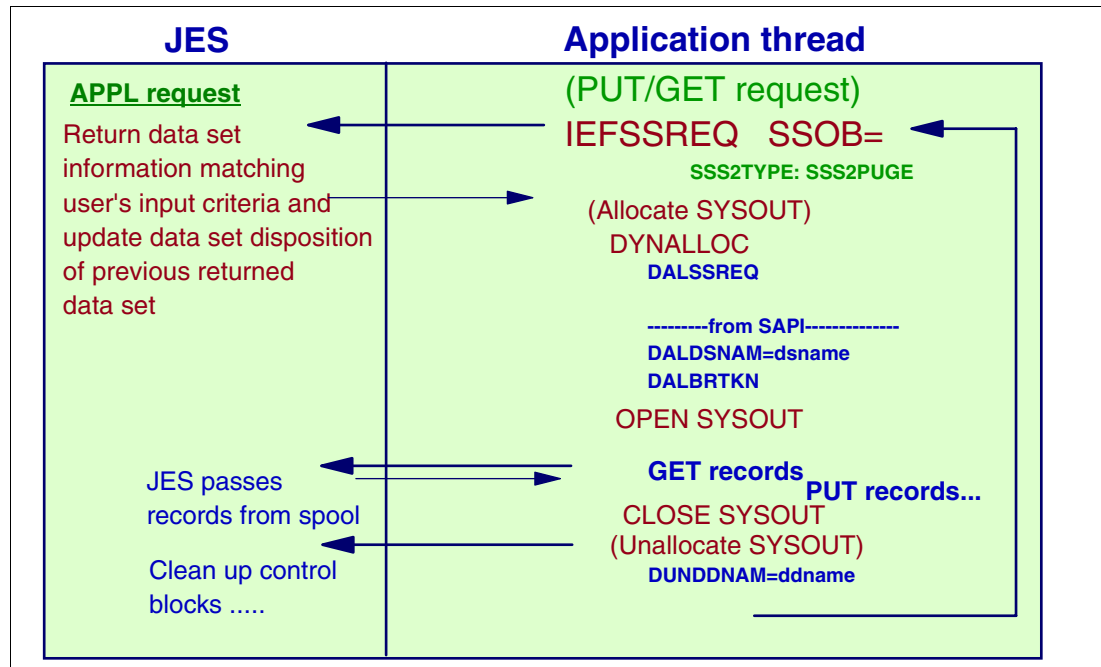 JES
Application thread
APPL request
Return data set
information matching
user's input criteria and
update data set disposition
of previous returned
data set
(PUT/GET request)
IEFSSREQ SSOB=
SSS2TYPE: SSS2PUGE
(Allocate SYSOUT)
DYNALLOC
DALSSREQ
---------from SAPI--------------
DALDSNAM=dsname
DALBRTKN
OPEN SYSOUT
JES passes
records from spool
GET records
PUT records...
CLOSE SYSOUT
(Unallocate SYSOUT)
DUNDDNAM=ddname
Clean up control
blocks .....